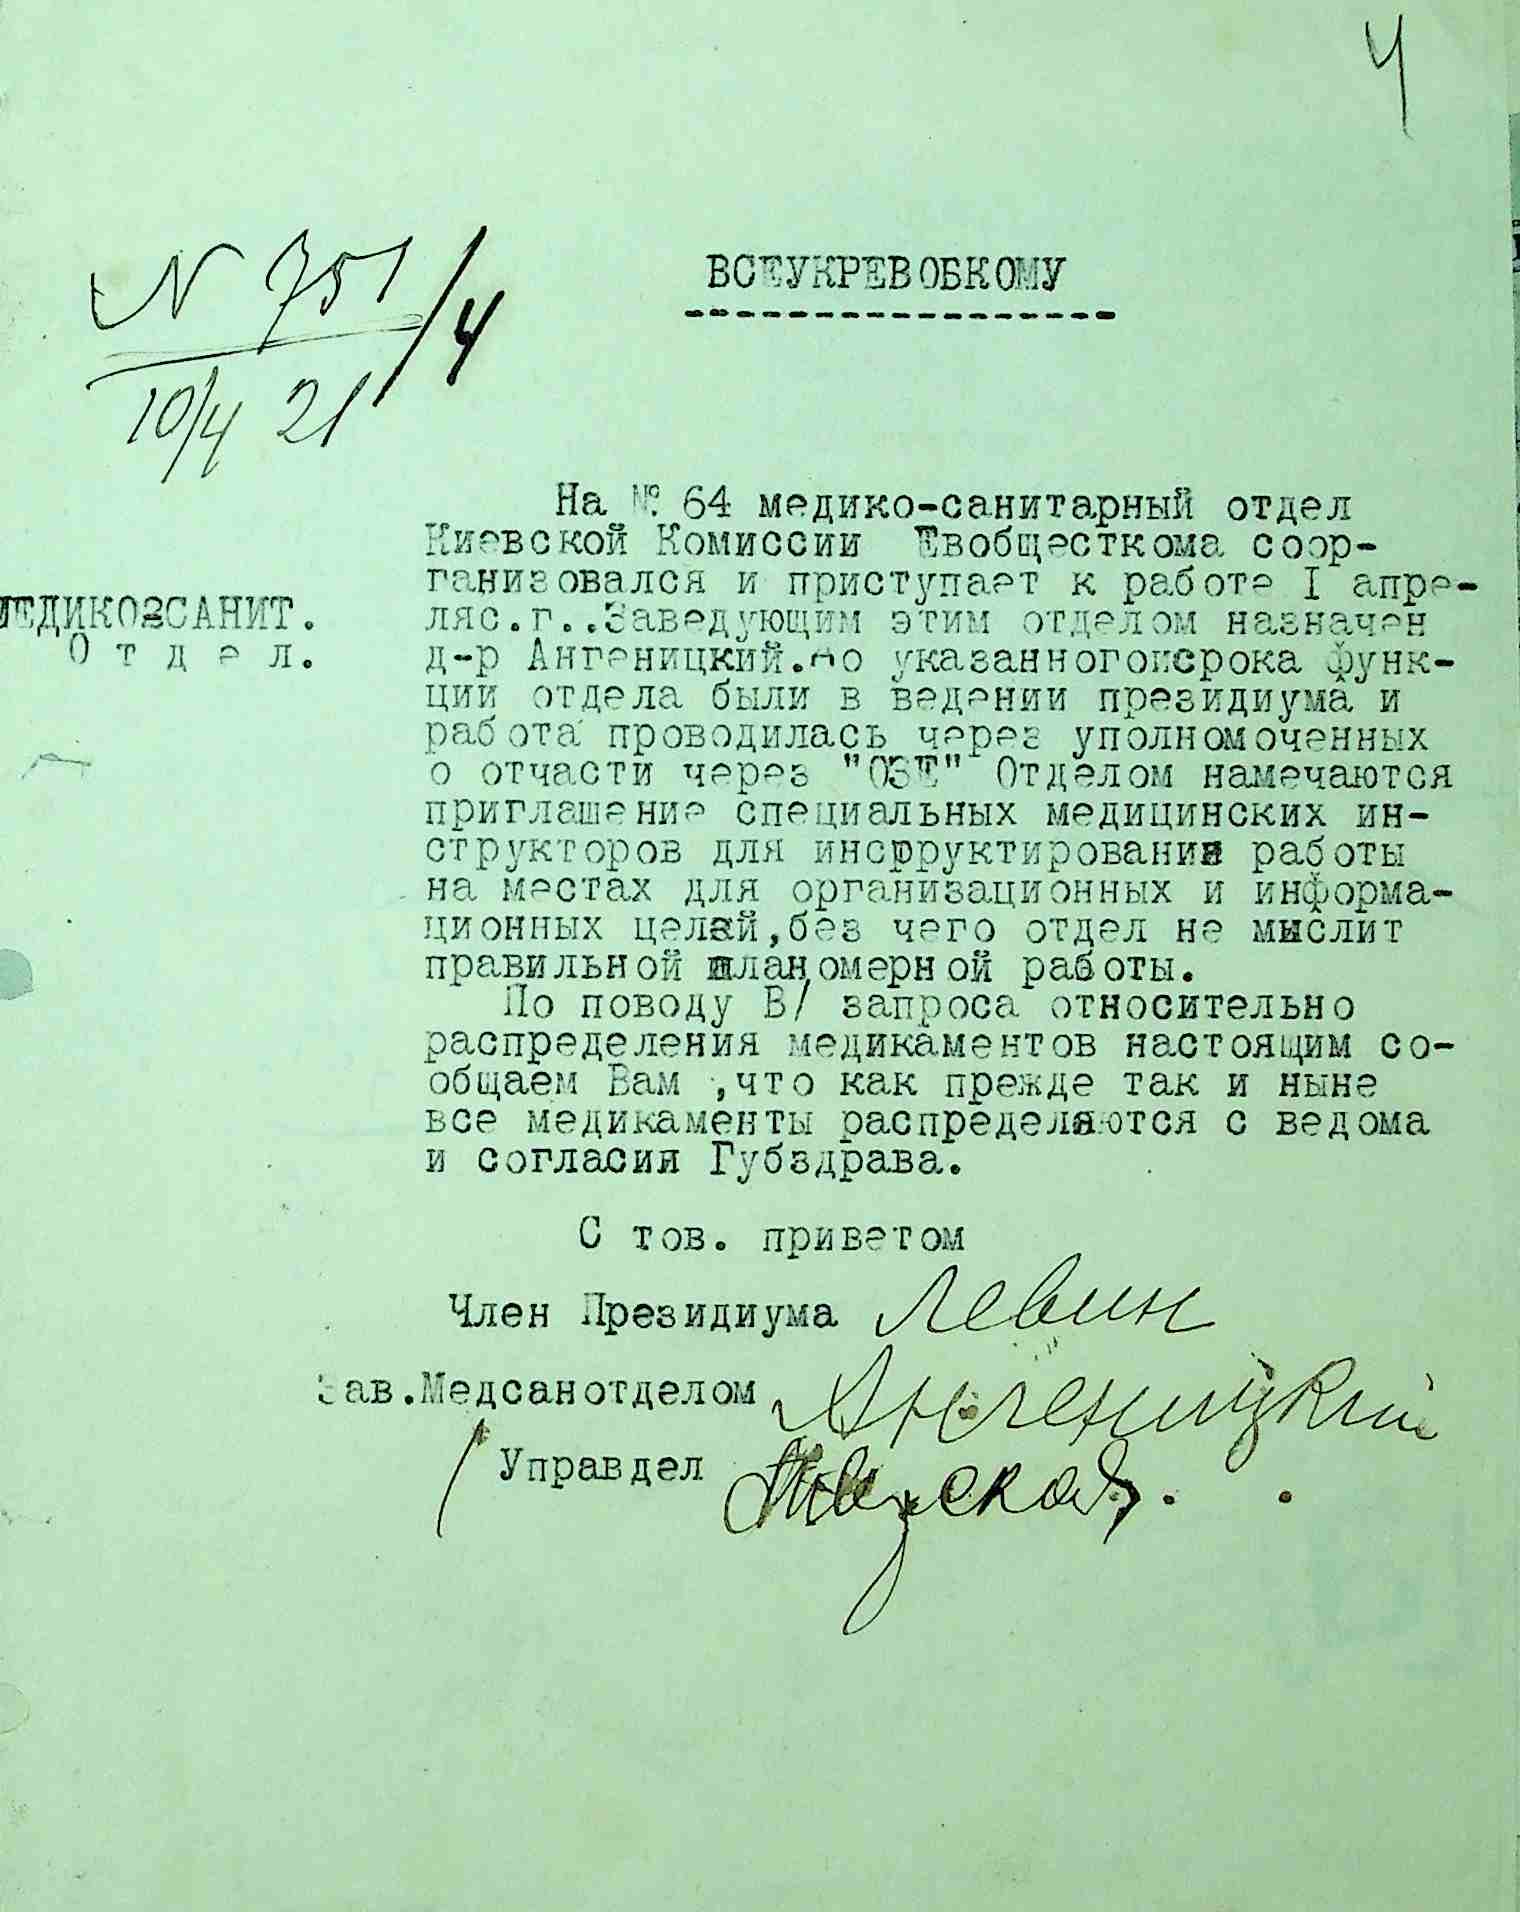 4
ВСЕУКРЕВОБКОМУ
N 751/4
10/4 21
На № 64 медико-санитарный отдел
Киевской Комиссии Евобщесткома соор-
ганизовался и приступает к работе I апре-
ляс.г...Заведующим этим отделом назначен
д-р Ангеницкий.До указанного срока функ-
ции отдела были в ведении президиума и
работа проводилась через уполномоченных
о отчасти через "ОЗЕ" Отделом намечаются
приглашение специальных медицинских ин-
структоров для инструктирования работы
на местах для организационных и информа-
ционных целей,без чего отдел не мыслит
правильной планомерной работы.
По поводу В/ запроса относительно
распределения медикаментов настоящим со-
общаем Вам ,что как прежде так и ныне
все медикаменты распределяются с ведома
и согласия Губздрава.
МЕДИКО-САНИТ.
О т д е л.
С тов. приветом
Член Президиума Левин
Зав.Медсанотделом Ангеницкий
Управдел